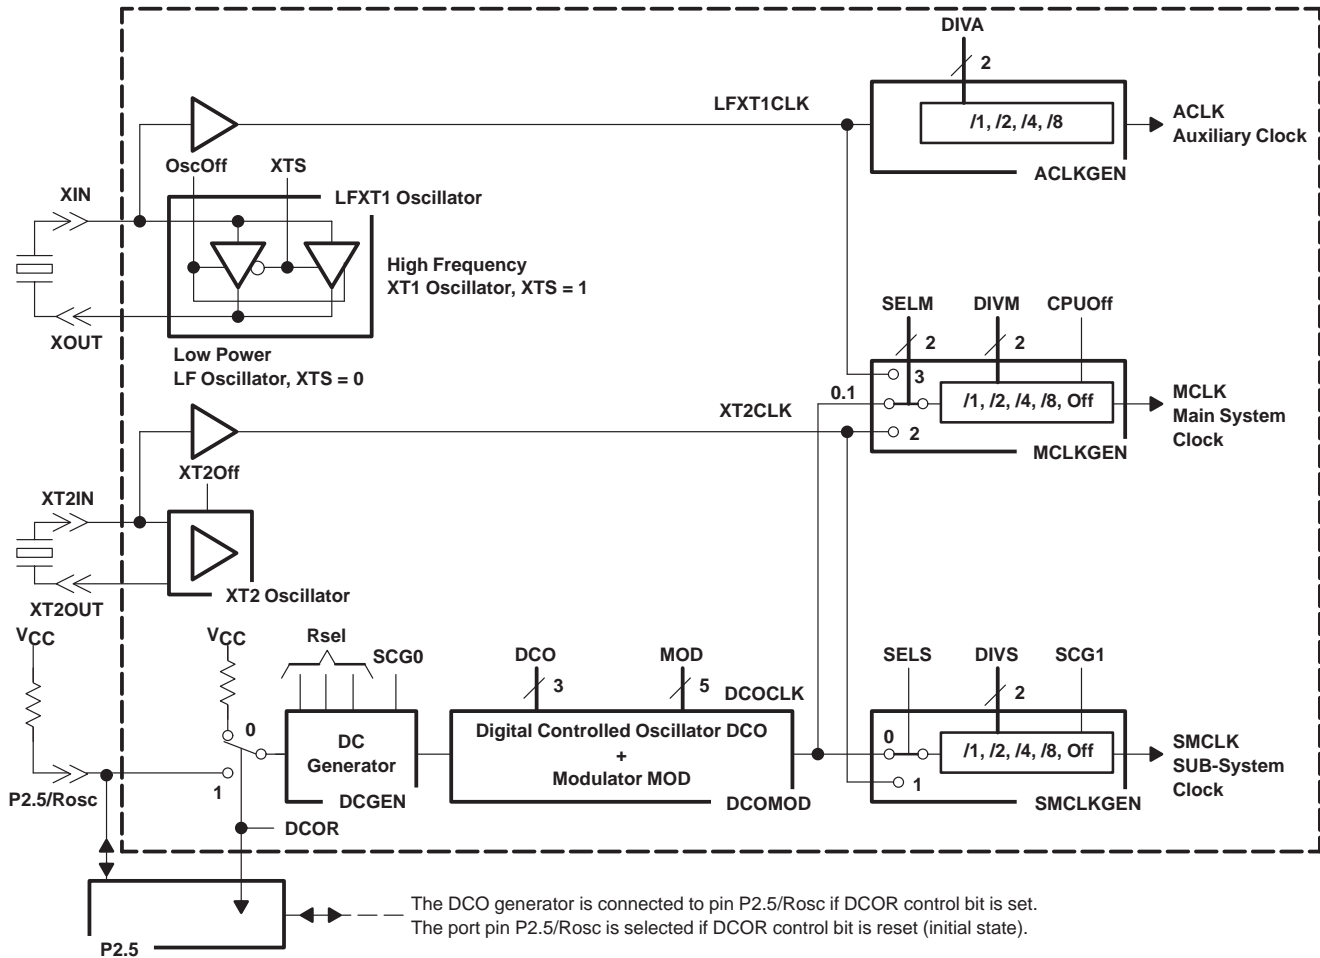 DIVA
2
LFXT1CLK
/1, /2, /4, /8
ACLK
Auxiliary Clock
ACLKGEN
OscOff
XTS
XIN
LFXT1 Oscillator
High Frequency
XT1 Oscillator, XTS = 1
XOUT
Low Power
LF Oscillator, XTS = 0
SELM
DIVM
CPUOff
2
2
3
0.1
/1, /2, /4, /8, Off
2
MCLK
Main System
Clock
MCLKGEN
XT2CLK
XT2Off
XT2IN
XT2OUT
XT2 Oscillator
VCC
VCC
Rsel
SCG0
DCO
3
MOD
5
DCOCLK
SELS
DIVS
2
SCG1
0
DC
Generator
DCGEN
Digital Controlled Oscillator DCO
+
Modulator MOD
DCOMOD
0
1
/1, /2, /4, /8, Off
SMCLK
SUB-System
Clock
SMCLKGEN
P2.5/Rosc
1
DCOR
P2.5
The DCO generator is connected to pin P2.5/Rosc if DCOR control bit is set.
The port pin P2.5/Rosc is selected if DCOR control bit is reset (initial state).